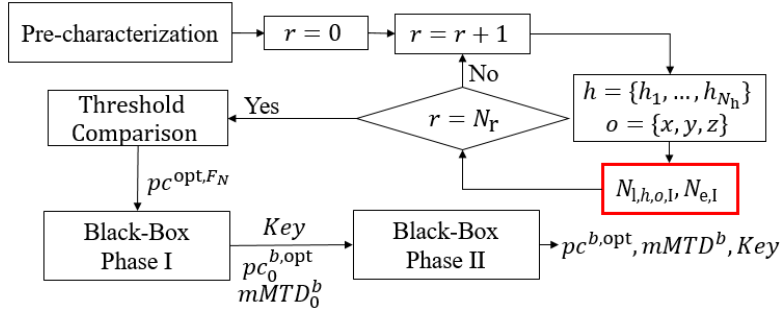 Pre-characterization
r = 0
r = r + 1
No
h = {h_1, …, h_{N_h}}
o = {x, y, z}
Threshold
Comparison
Yes
r = N_r
N_{l,h,o,I}, N_{e,I}
pc^{opt,F_N}
Black-Box
Phase I
Key
pc_0^{b,opt}
mMTD_0^b
Black-Box
Phase II
pc^{b,opt}, mMTD^b, Key